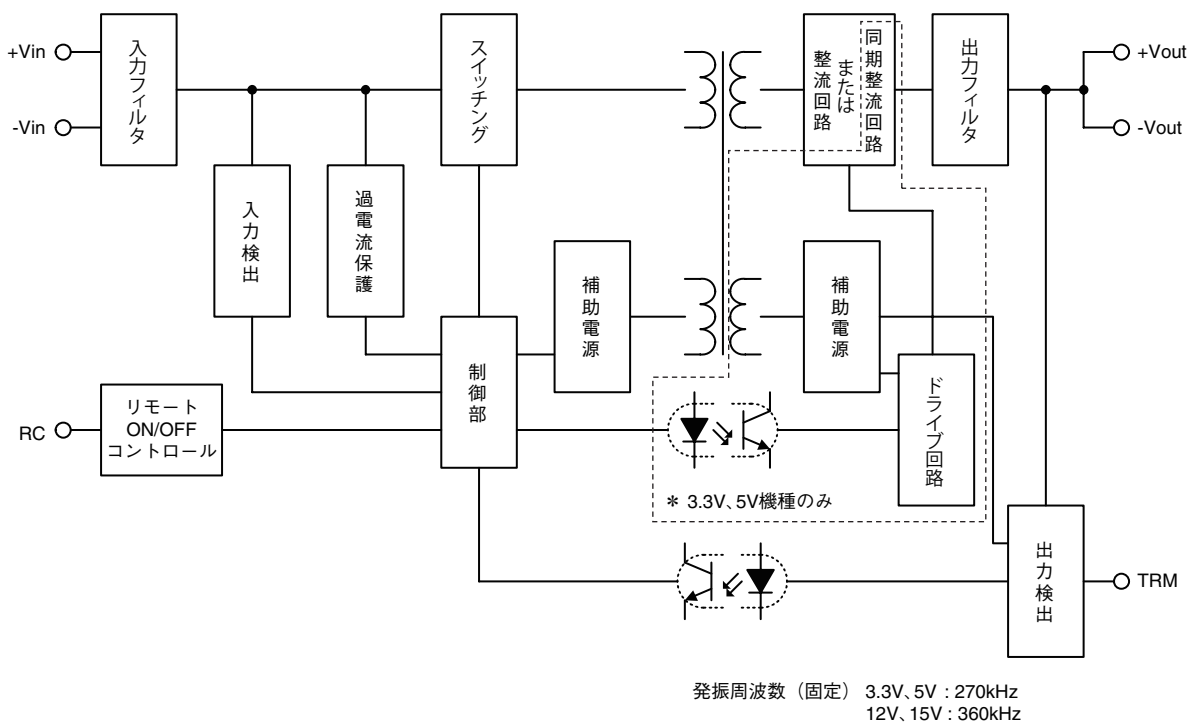 +Vin
-Vin
入力フィルタ
スイッチング
整流回路
または
同期整流回路
出力フィルタ
+Vout
-Vout
入力検出
過電流保護
補助電源
補助電源
制御部
ドライブ回路
RC
リモート
ON/OFF
コントロール
* 3.3V、5V機種のみ
出力検出
TRM
発振周波数（固定） 3.3V、5V : 270kHz
12V、15V : 360kHz